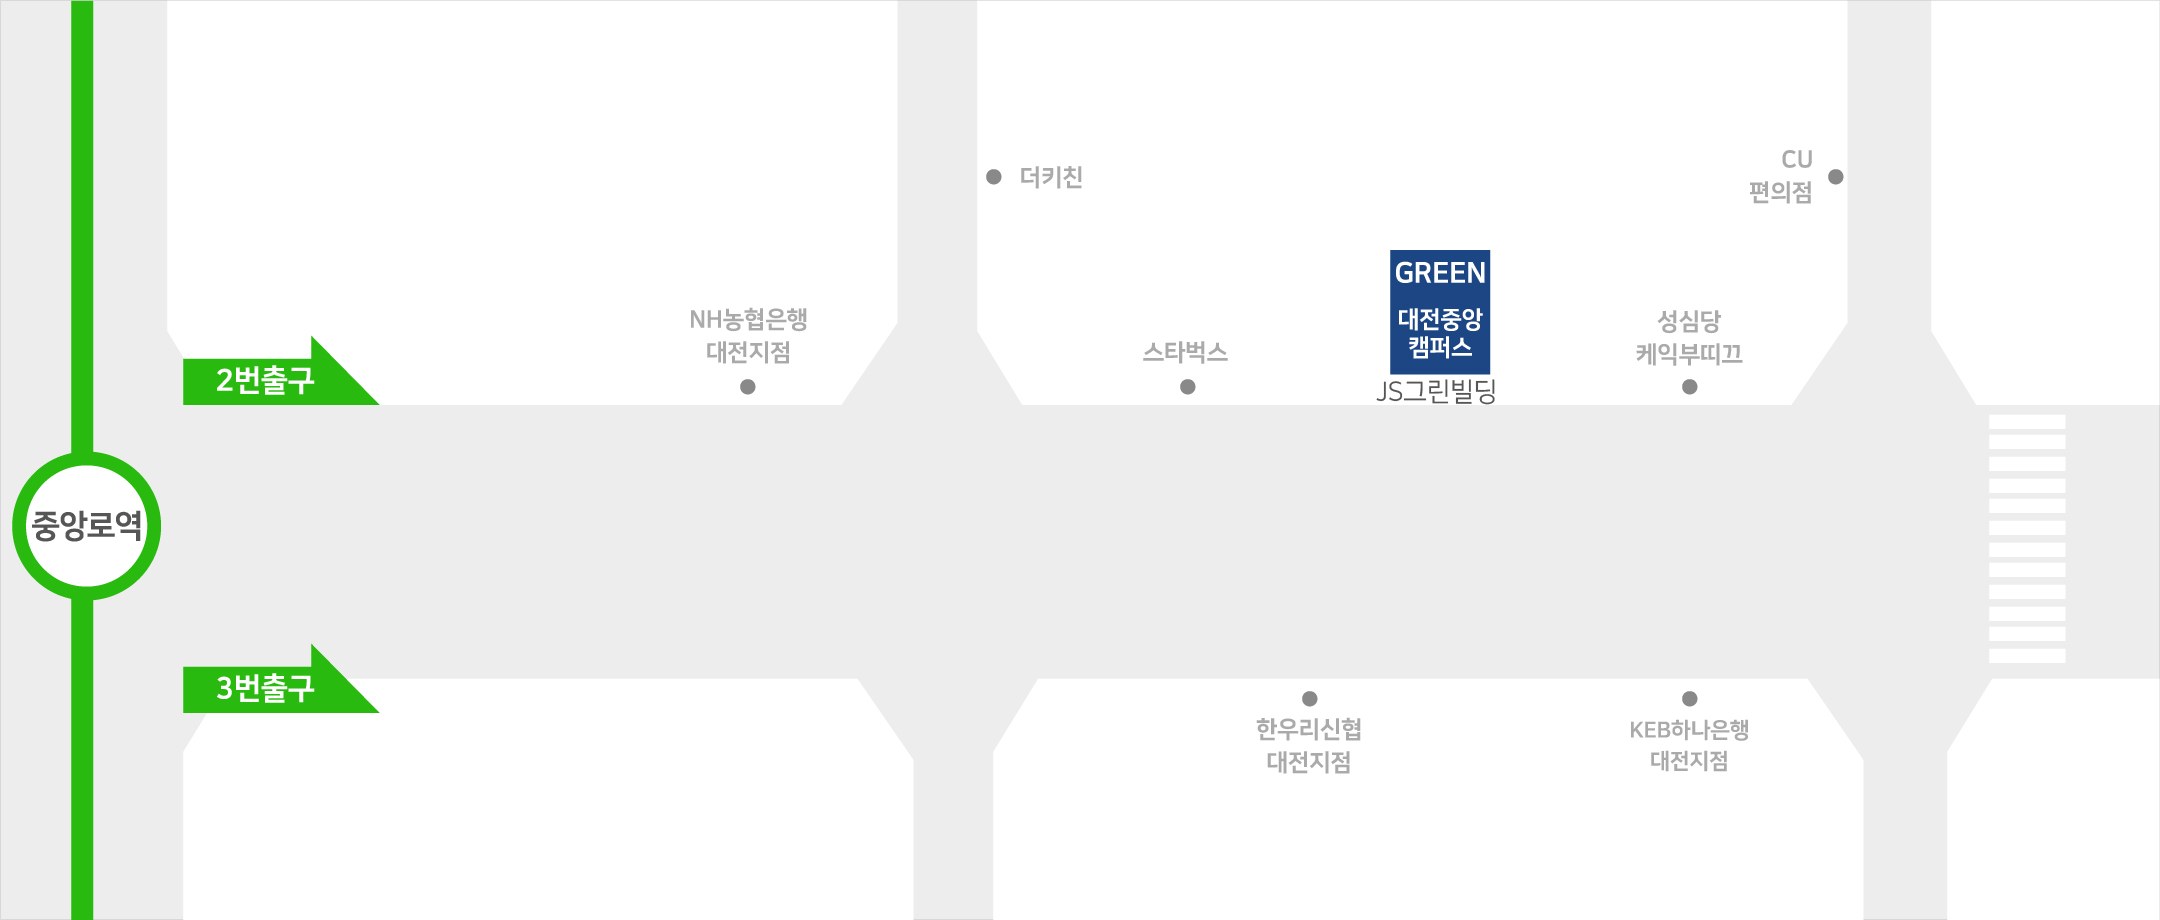 더키친
CU
편의점
GREEN
대전중앙
캠퍼스
JS그린빌딩
NH농협은행
대전지점
스타벅스
성심당
케익부띠끄
2번출구
중앙로역
3번출구
한우리신협
대전지점
KEB하나은행
대전지점